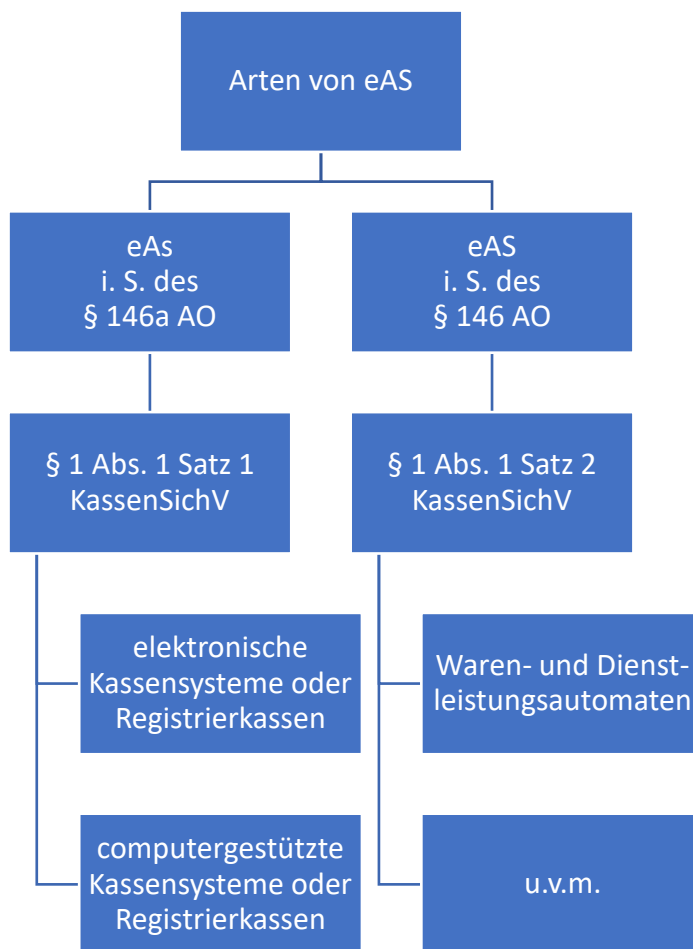 Arten von eAS
eAs
i. S. des
§ 146a AO
eAS
i. S. des
§ 146 AO
§ 1 Abs. 1 Satz 1
KassenSichV
§ 1 Abs. 1 Satz 2
KassenSichV
elektronische
Kassensysteme oder
Registrierkassen
Waren- und Dienst-
leistungsautomaten
computergestützte
Kassensysteme oder
Registrierkassen
u.v.m.